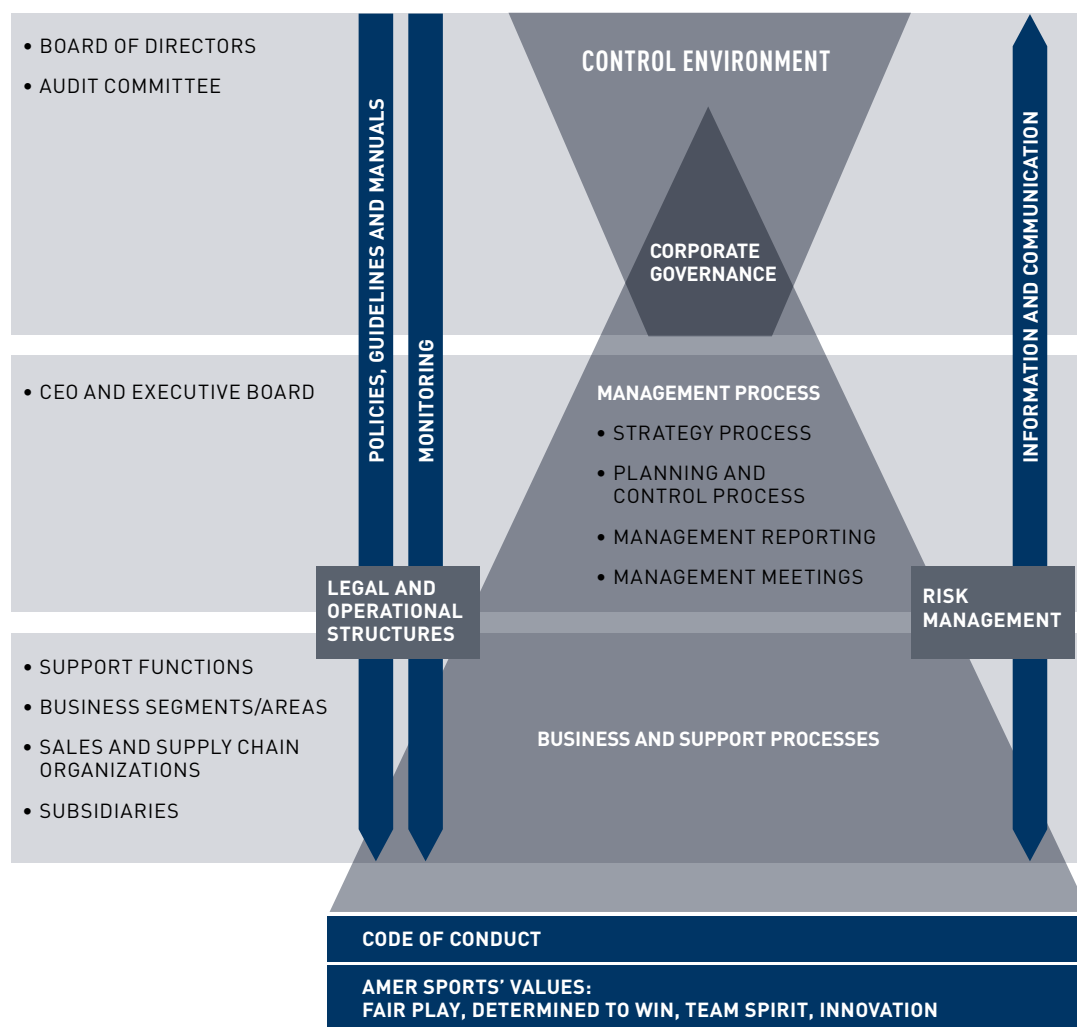 • BOARD OF DIRECTORS
• AUDIT COMMITTEE
POLICIES, GUIDELINES AND MANUALS
MONITORING
CONTROL ENVIRONMENT
CORPORATE
GOVERNANCE
INFORMATION AND COMMUNICATION
• CEO AND EXECUTIVE BOARD
MANAGEMENT PROCESS
• STRATEGY PROCESS
• PLANNING AND
CONTROL PROCESS
• MANAGEMENT REPORTING
• MANAGEMENT MEETINGS
LEGAL AND
OPERATIONAL
STRUCTURES
RISK
MANAGEMENT
• SUPPORT FUNCTIONS
• BUSINESS SEGMENTS/AREAS
• SALES AND SUPPLY CHAIN
ORGANIZATIONS
• SUBSIDIARIES
BUSINESS AND SUPPORT PROCESSES
CODE OF CONDUCT
AMER SPORTS’ VALUES:
FAIR PLAY, DETERMINED TO WIN, TEAM SPIRIT, INNOVATION